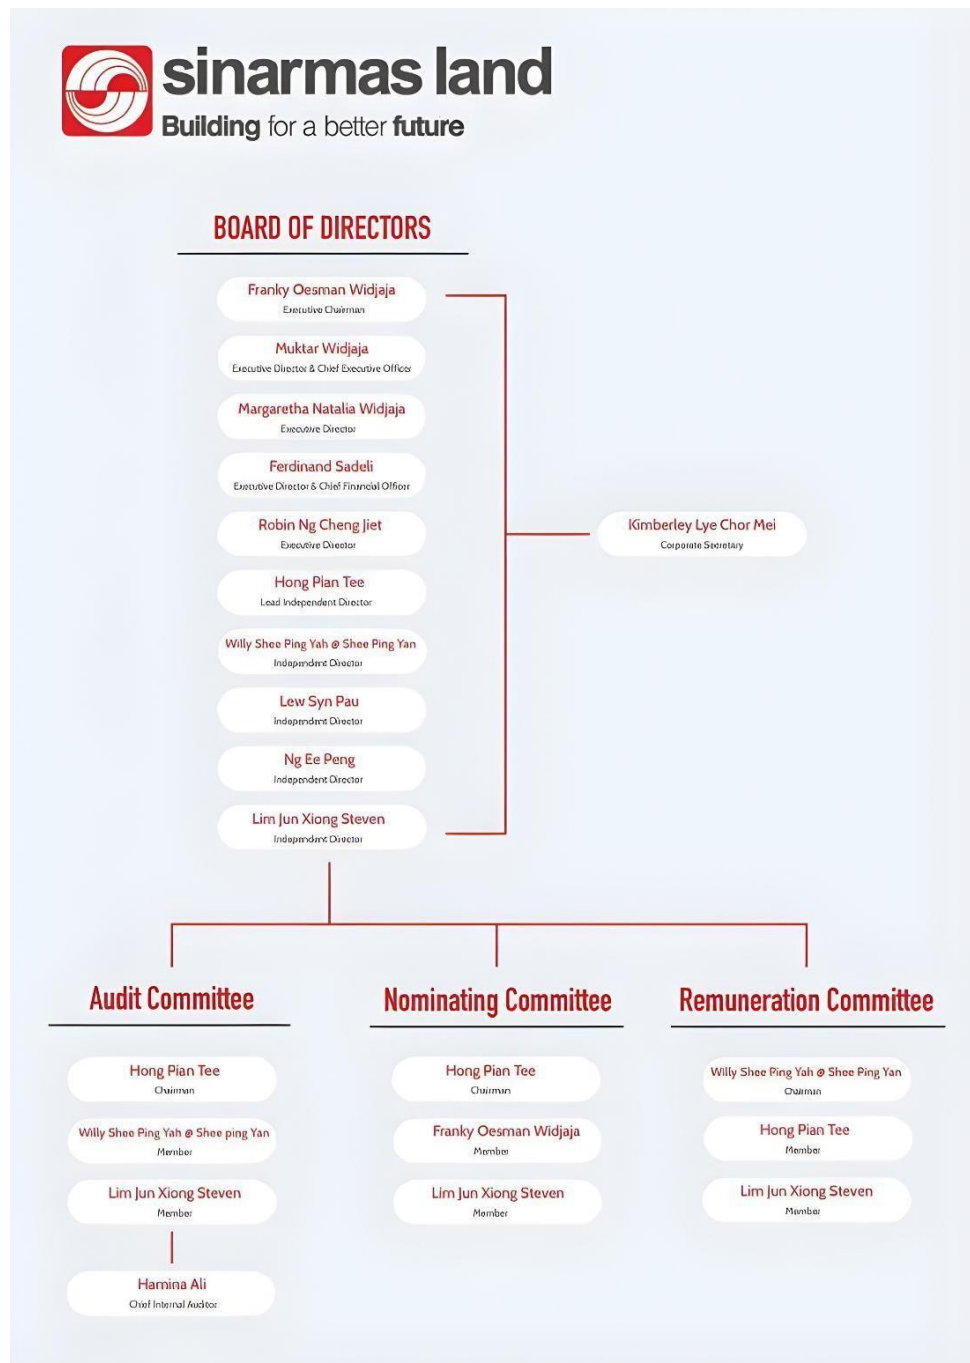 sinarmas land
Building for a better future
BOARD OF DIRECTORS
Franky Oesman Widjaja
Executive Chairman
Muktar Widjaja
Executive Director & Chief Executive Officer
Margaretha Natalia Widjaja
Executive Director
Ferdinand Sadeli
Executive Director & Chief Financial Officer
Robin Ng Cheng Jiet
Executive Director
Hong Pian Tee
Lead Independent Director
Willy Shee Ping Yah @ Shee Ping Yan
Independent Director
Lew Syn Pau
Independent Director
Ng Ee Peng
Independent Director
Lim Jun Xiong Steven
Independent Director
Kimberley Lye Chor Mei
Corporate Secretary
Audit Committee
Hong Pian Tee
Chairman
Willy Shee Ping Yah @ Shee ping Yan
Member
Lim Jun Xiong Steven
Member
Hamina Ali
Chief Internal Auditor
Nominating Committee
Hong Pian Tee
Chairman
Franky Oesman Widjaja
Member
Lim Jun Xiong Steven
Member
Remuneration Committee
Willy Shee Ping Yah @ Shee Ping Yan
Chairman
Hong Pian Tee
Member
Lim Jun Xiong Steven
Member